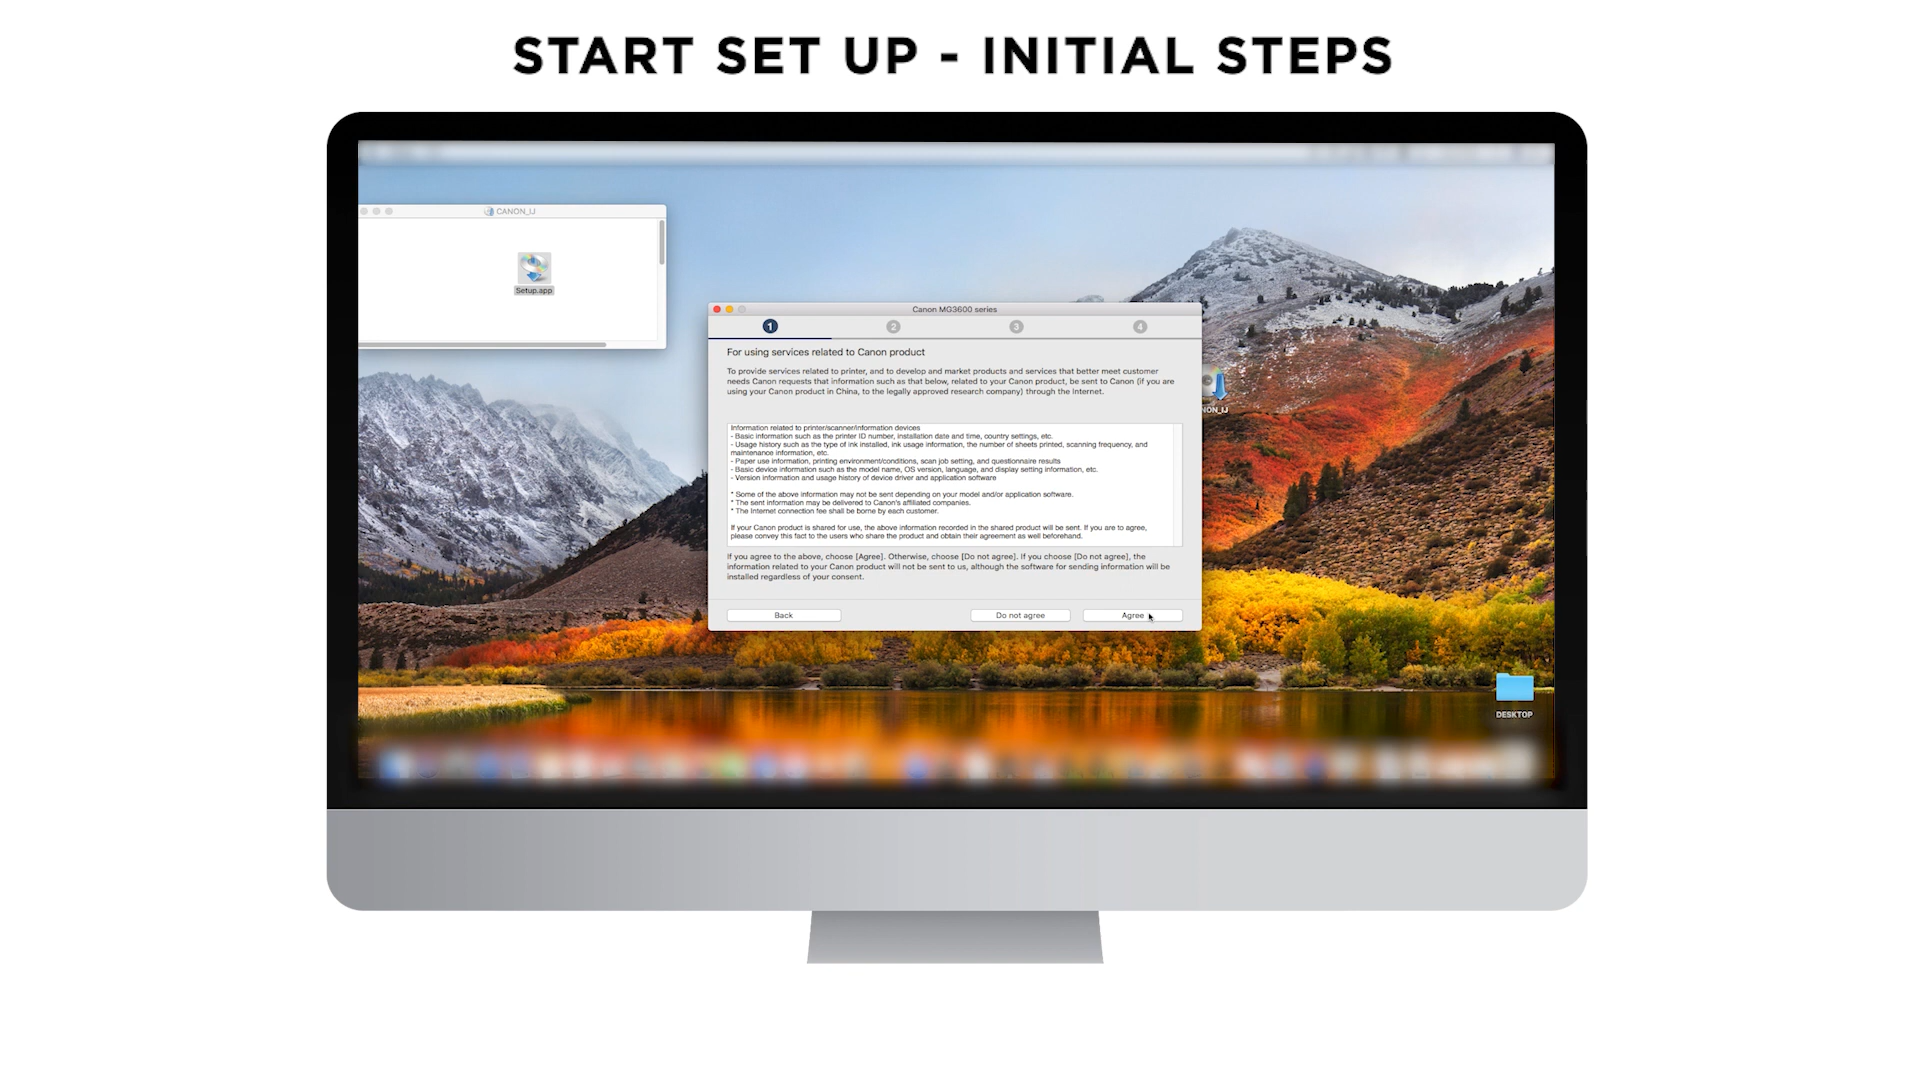 START SET UP - INITIAL STEPS
CANON_IJ
Setup.app
Canon MG3600 series
1 2 3 4
For using services related to Canon product
To provide services related to printer, and to develop and market products and services that better meet customer
needs Canon requests that information such as that below, related to your Canon product, be sent to Canon (if you are
using your Canon product in China, to the legally approved research company) through the Internet.
Information related to printer/scanner/information devices
- Basic information such as the printer ID number, installation date and time, country settings, etc.
- Usage history such as the type of ink installed, ink usage information, the number of sheets printed, scanning frequency, and
maintenance information, etc.
- Paper use information, printing environment/conditions, scan job setting, and questionnaire results
- Basic device information such as the model name, OS version, language, and display setting information, etc.
- Version information and usage history of device driver and application software
* Some of the above information may not be sent depending on your model and/or application software.
* The sent information may be delivered to Canon's affiliated companies.
* The Internet connection fee shall be borne by each customer.
If your Canon product is shared for use, the above information recorded in the shared product will be sent. If you are to agree,
please convey this fact to the users who share the product and obtain their agreement as well beforehand.
If you agree to the above, choose [Agree]. Otherwise, choose [Do not agree]. If you choose [Do not agree], the
information related to your Canon product will not be sent to us, although the software for sending information will be
installed regardless of your consent.
Back Do not agree Agree
NON_IJ
DESKTOP